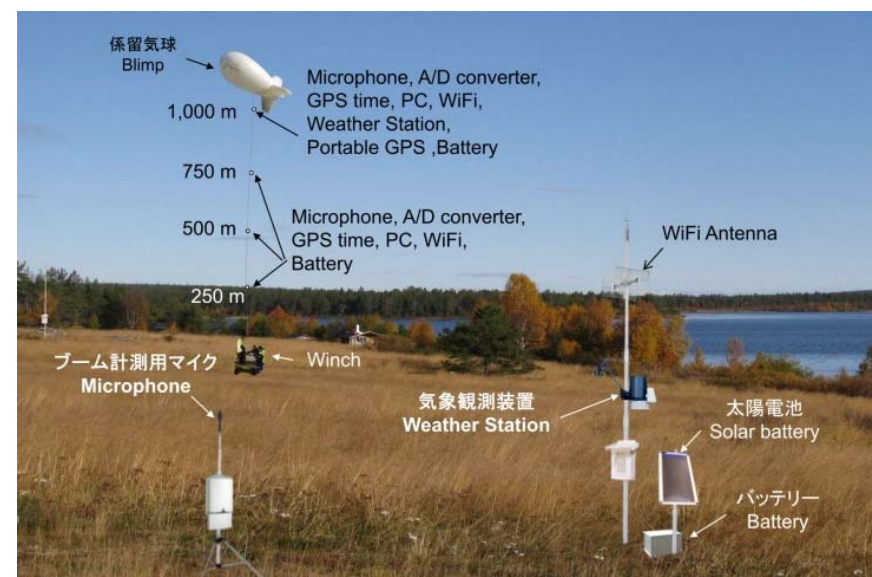 係留気球
Blimp
Microphone, A/D converter,
GPS time, PC, WiFi,
Weather Station,
Portable GPS ,Battery
1,000 m
750 m
500 m
250 m
Microphone, A/D converter,
GPS time, PC, WiFi,
Battery
WiFi Antenna
ブーム計測用マイク
Microphone
Winch
気象観測装置
Weather Station
太陽電池
Solar battery
バッテリー
Battery